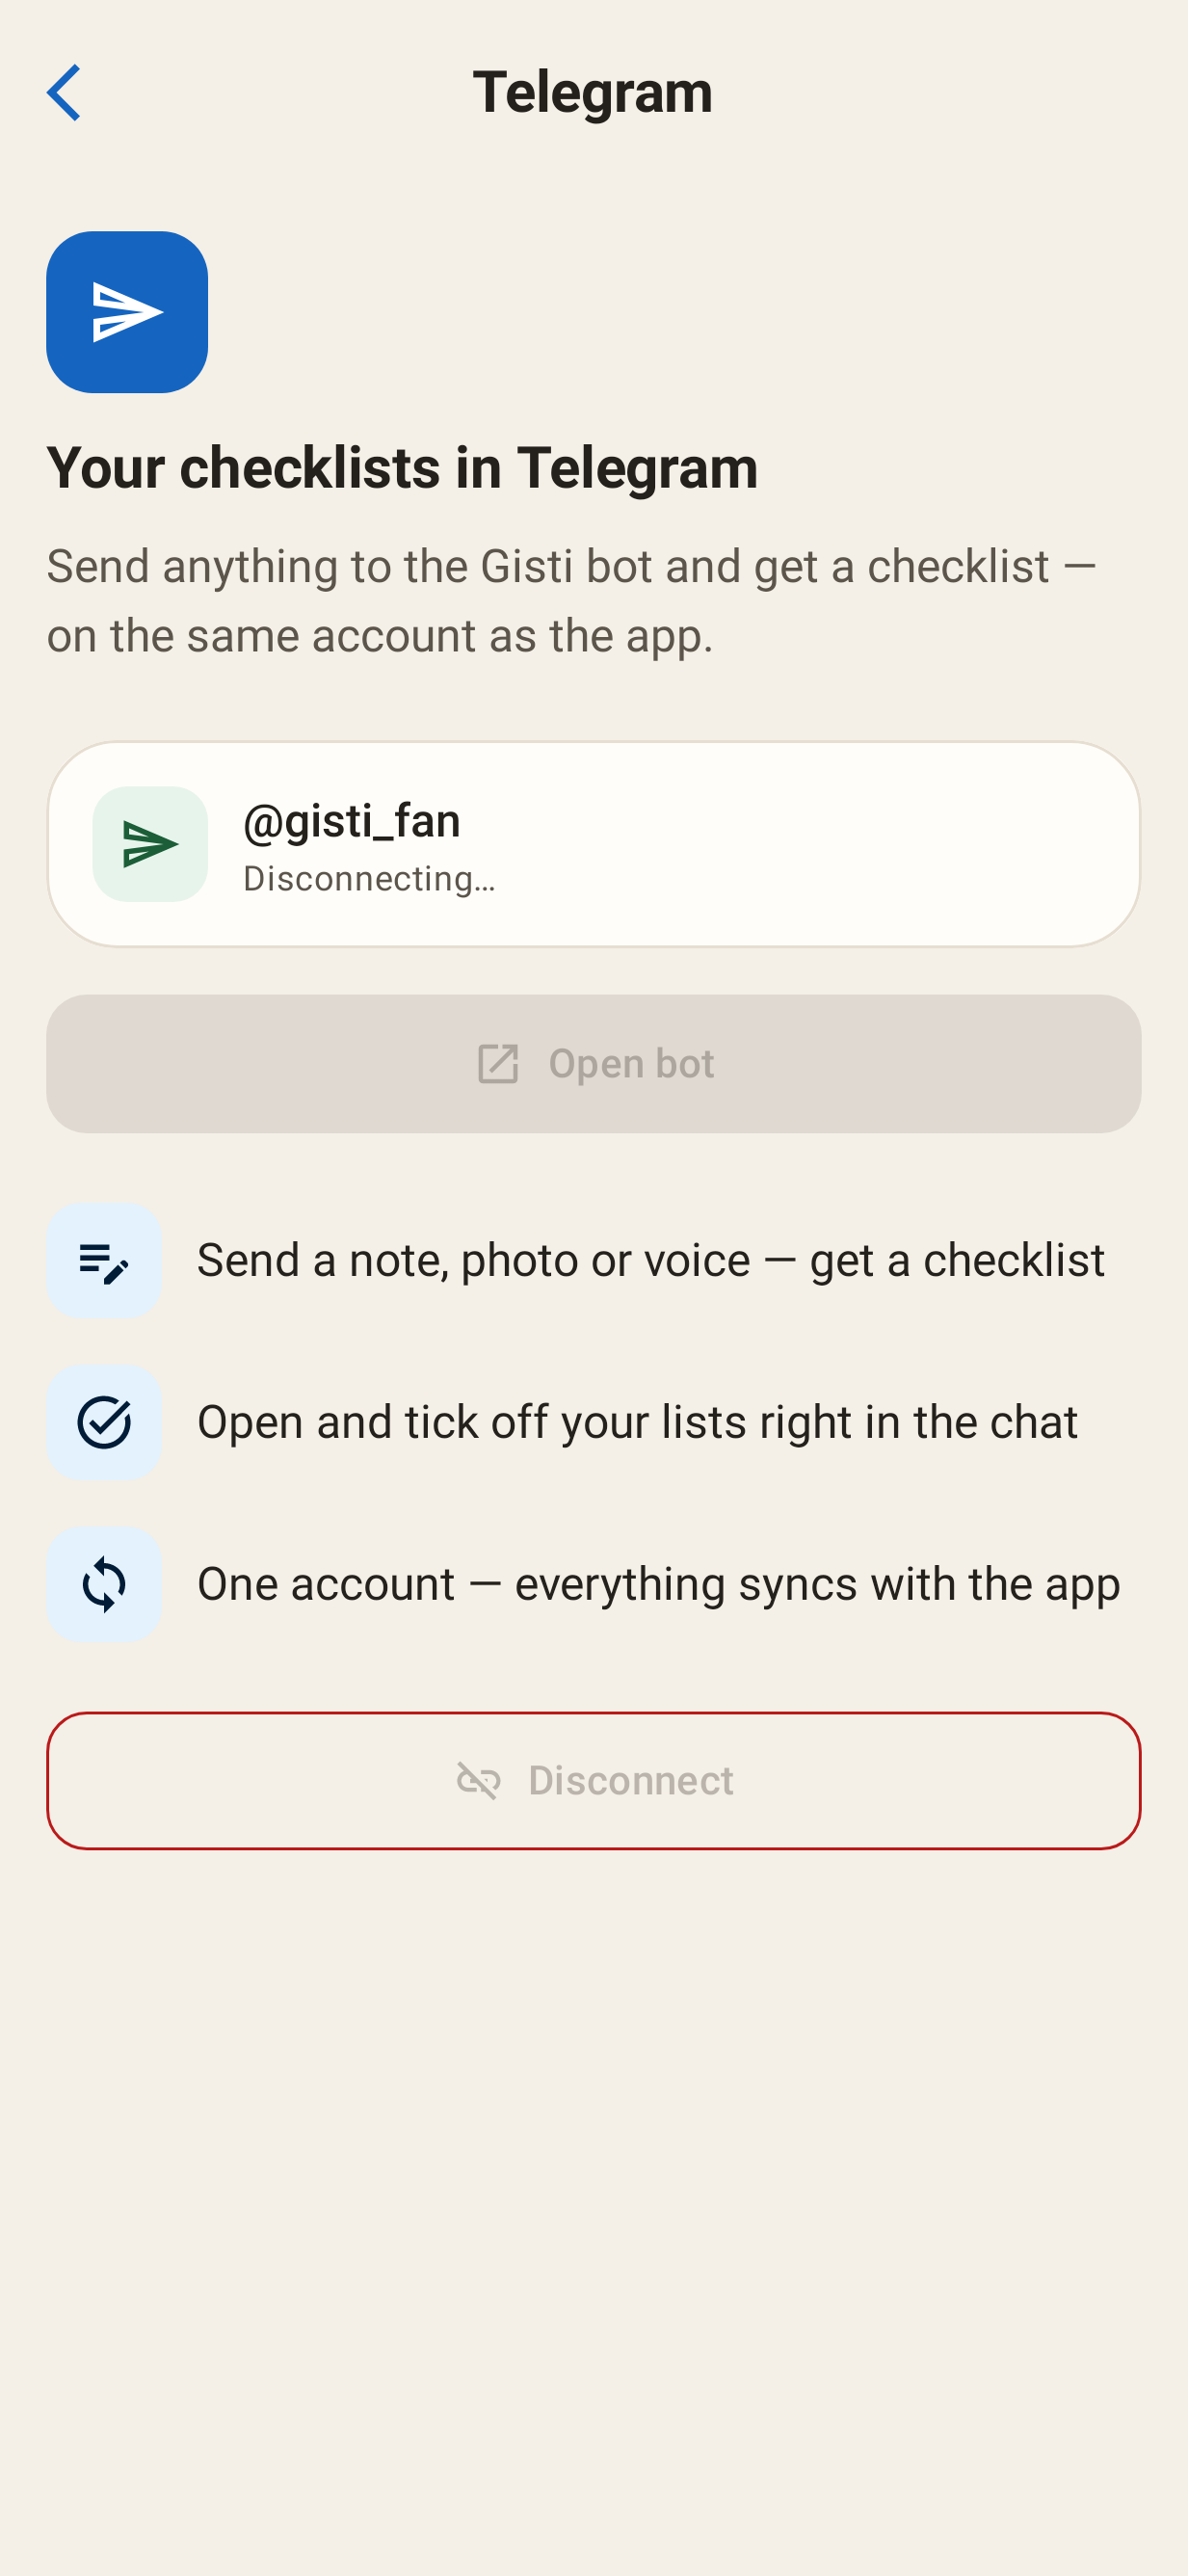 Telegram
Your checklists in Telegram
Send anything to the Gisti bot and get a checklist —
on the same account as the app.
@gisti_fan
Disconnecting…
Open bot
Send a note, photo or voice — get a checklist
Open and tick off your lists right in the chat
One account — everything syncs with the app
Disconnect